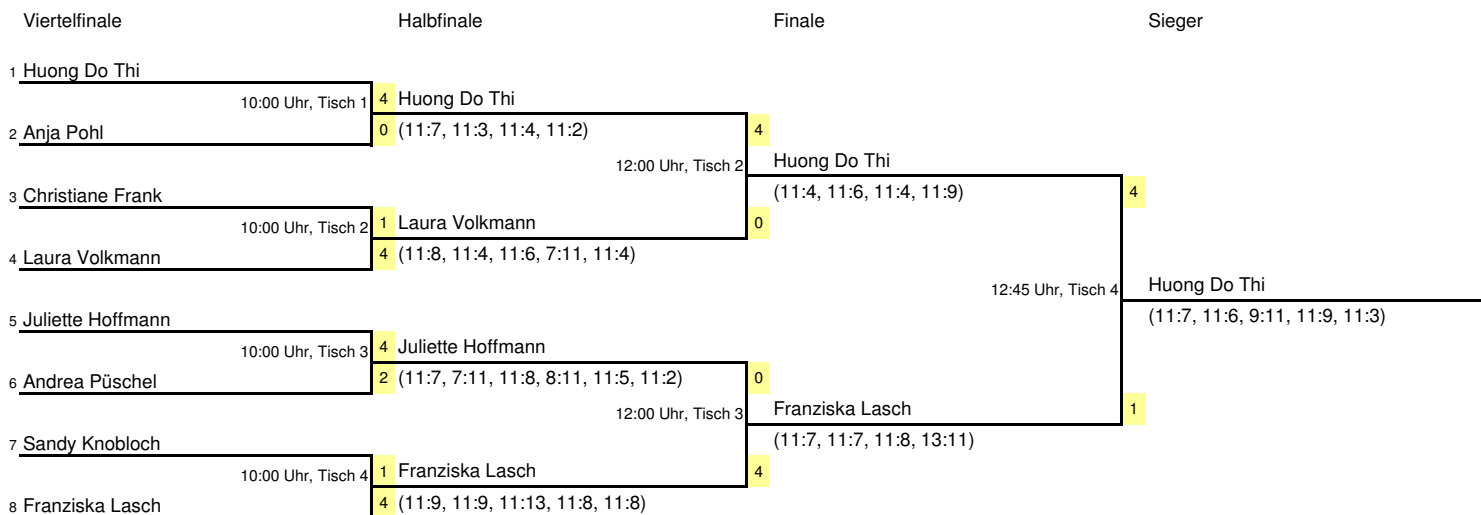 Viertelfinale Halbfinale Finale Sieger
1 Huong Do Thi
10:00 Uhr, Tisch 1 4 Huong Do Thi
2 Anja Pohl 0 (11:7, 11:3, 11:4, 11:2) 4
12:00 Uhr, Tisch 2 Huong Do Thi
3 Christiane Frank (11:4, 11:6, 11:4, 11:9) 4
10:00 Uhr, Tisch 2 1 Laura Volkmann 0
4 Laura Volkmann 4 (11:8, 11:4, 11:6, 7:11, 11:4)
12:45 Uhr, Tisch 4 Huong Do Thi
5 Juliette Hoffmann (11:7, 11:6, 9:11, 11:9, 11:3)
10:00 Uhr, Tisch 3 4 Juliette Hoffmann
6 Andrea Püschel 2 (11:7, 7:11, 11:8, 8:11, 11:5, 11:2) 0
12:00 Uhr, Tisch 3 Franziska Lasch 1
7 Sandy Knobloch (11:7, 11:7, 11:8, 13:11)
10:00 Uhr, Tisch 4 1 Franziska Lasch 4
8 Franziska Lasch 4 (11:9, 11:9, 11:13, 11:8, 11:8)